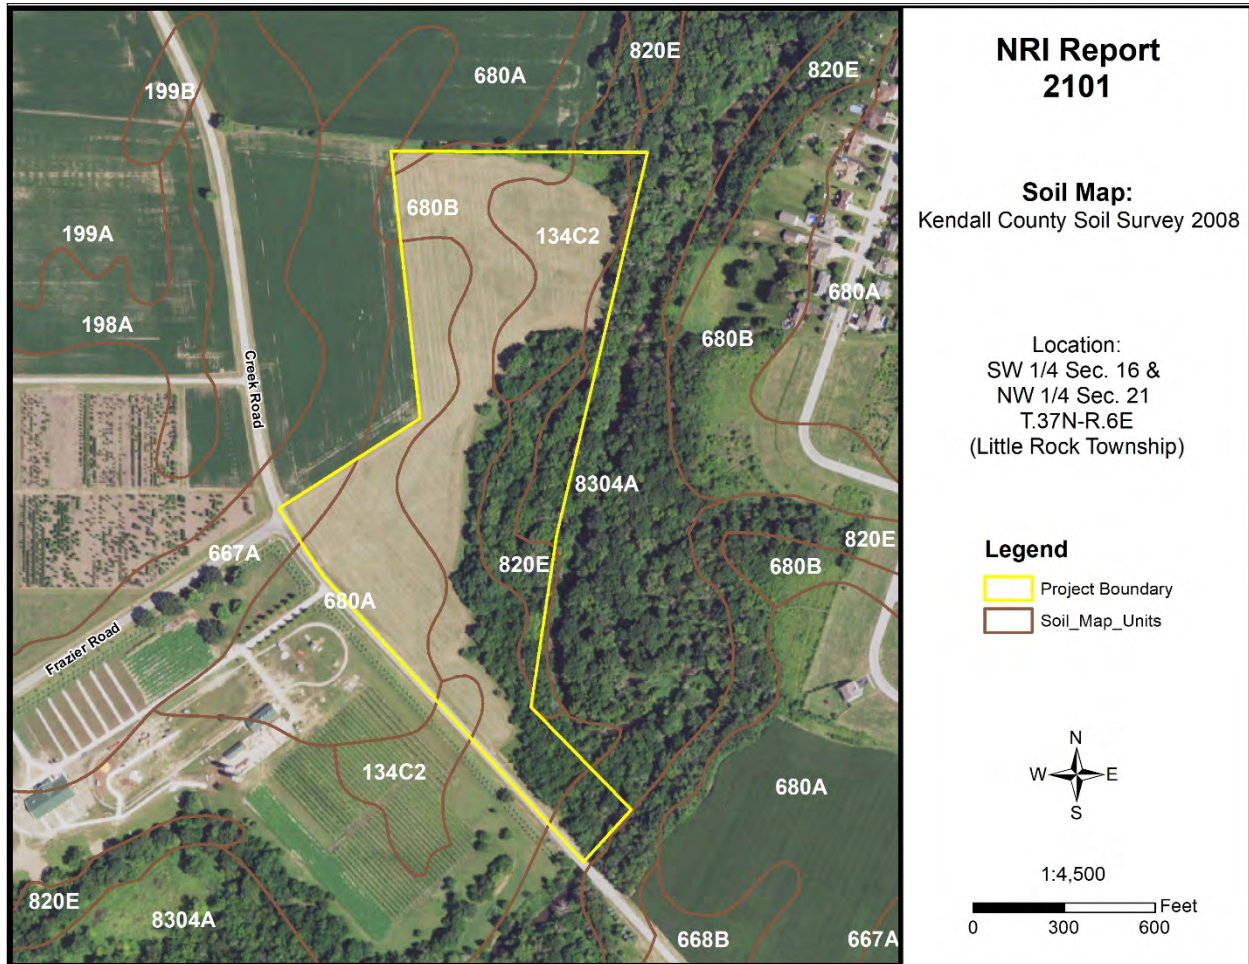 820E
680A
820E
199B
680B
134C2
199A
680A
198A
680B
Creek Road
8304A
667A
820E
680B
820E
680A
Frazier Road
134C2
680A
820E
8304A
668B
667A
NRI Report
2101
Soil Map:
Kendall County Soil Survey 2008
Location:
SW 1/4 Sec. 16 &
NW 1/4 Sec. 21
T.37N-R.6E
(Little Rock Township)
Legend
Project Boundary
Soil_Map_Units
N
W E
S
1:4,500
Feet
0 300 600